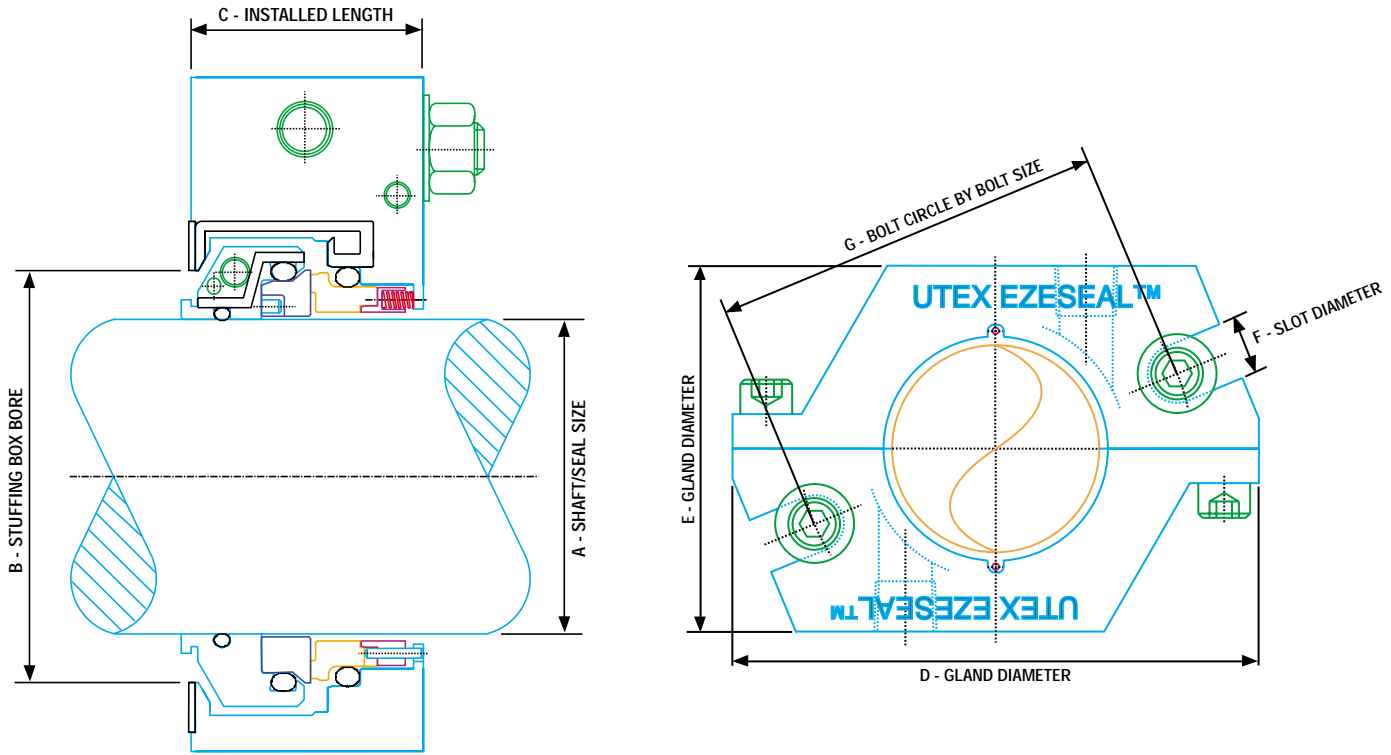 C - INSTALLED LENGTH
B - STUFFING BOX BORE
A - SHAFT/SEAL SIZE
G - BOLT CIRCLE BY BOLT SIZE
UTEX EZESEAL™
F - SLOT DIAMETER
E - GLAND DIAMETER
UTEX EZESEAL™
D - GLAND DIAMETER